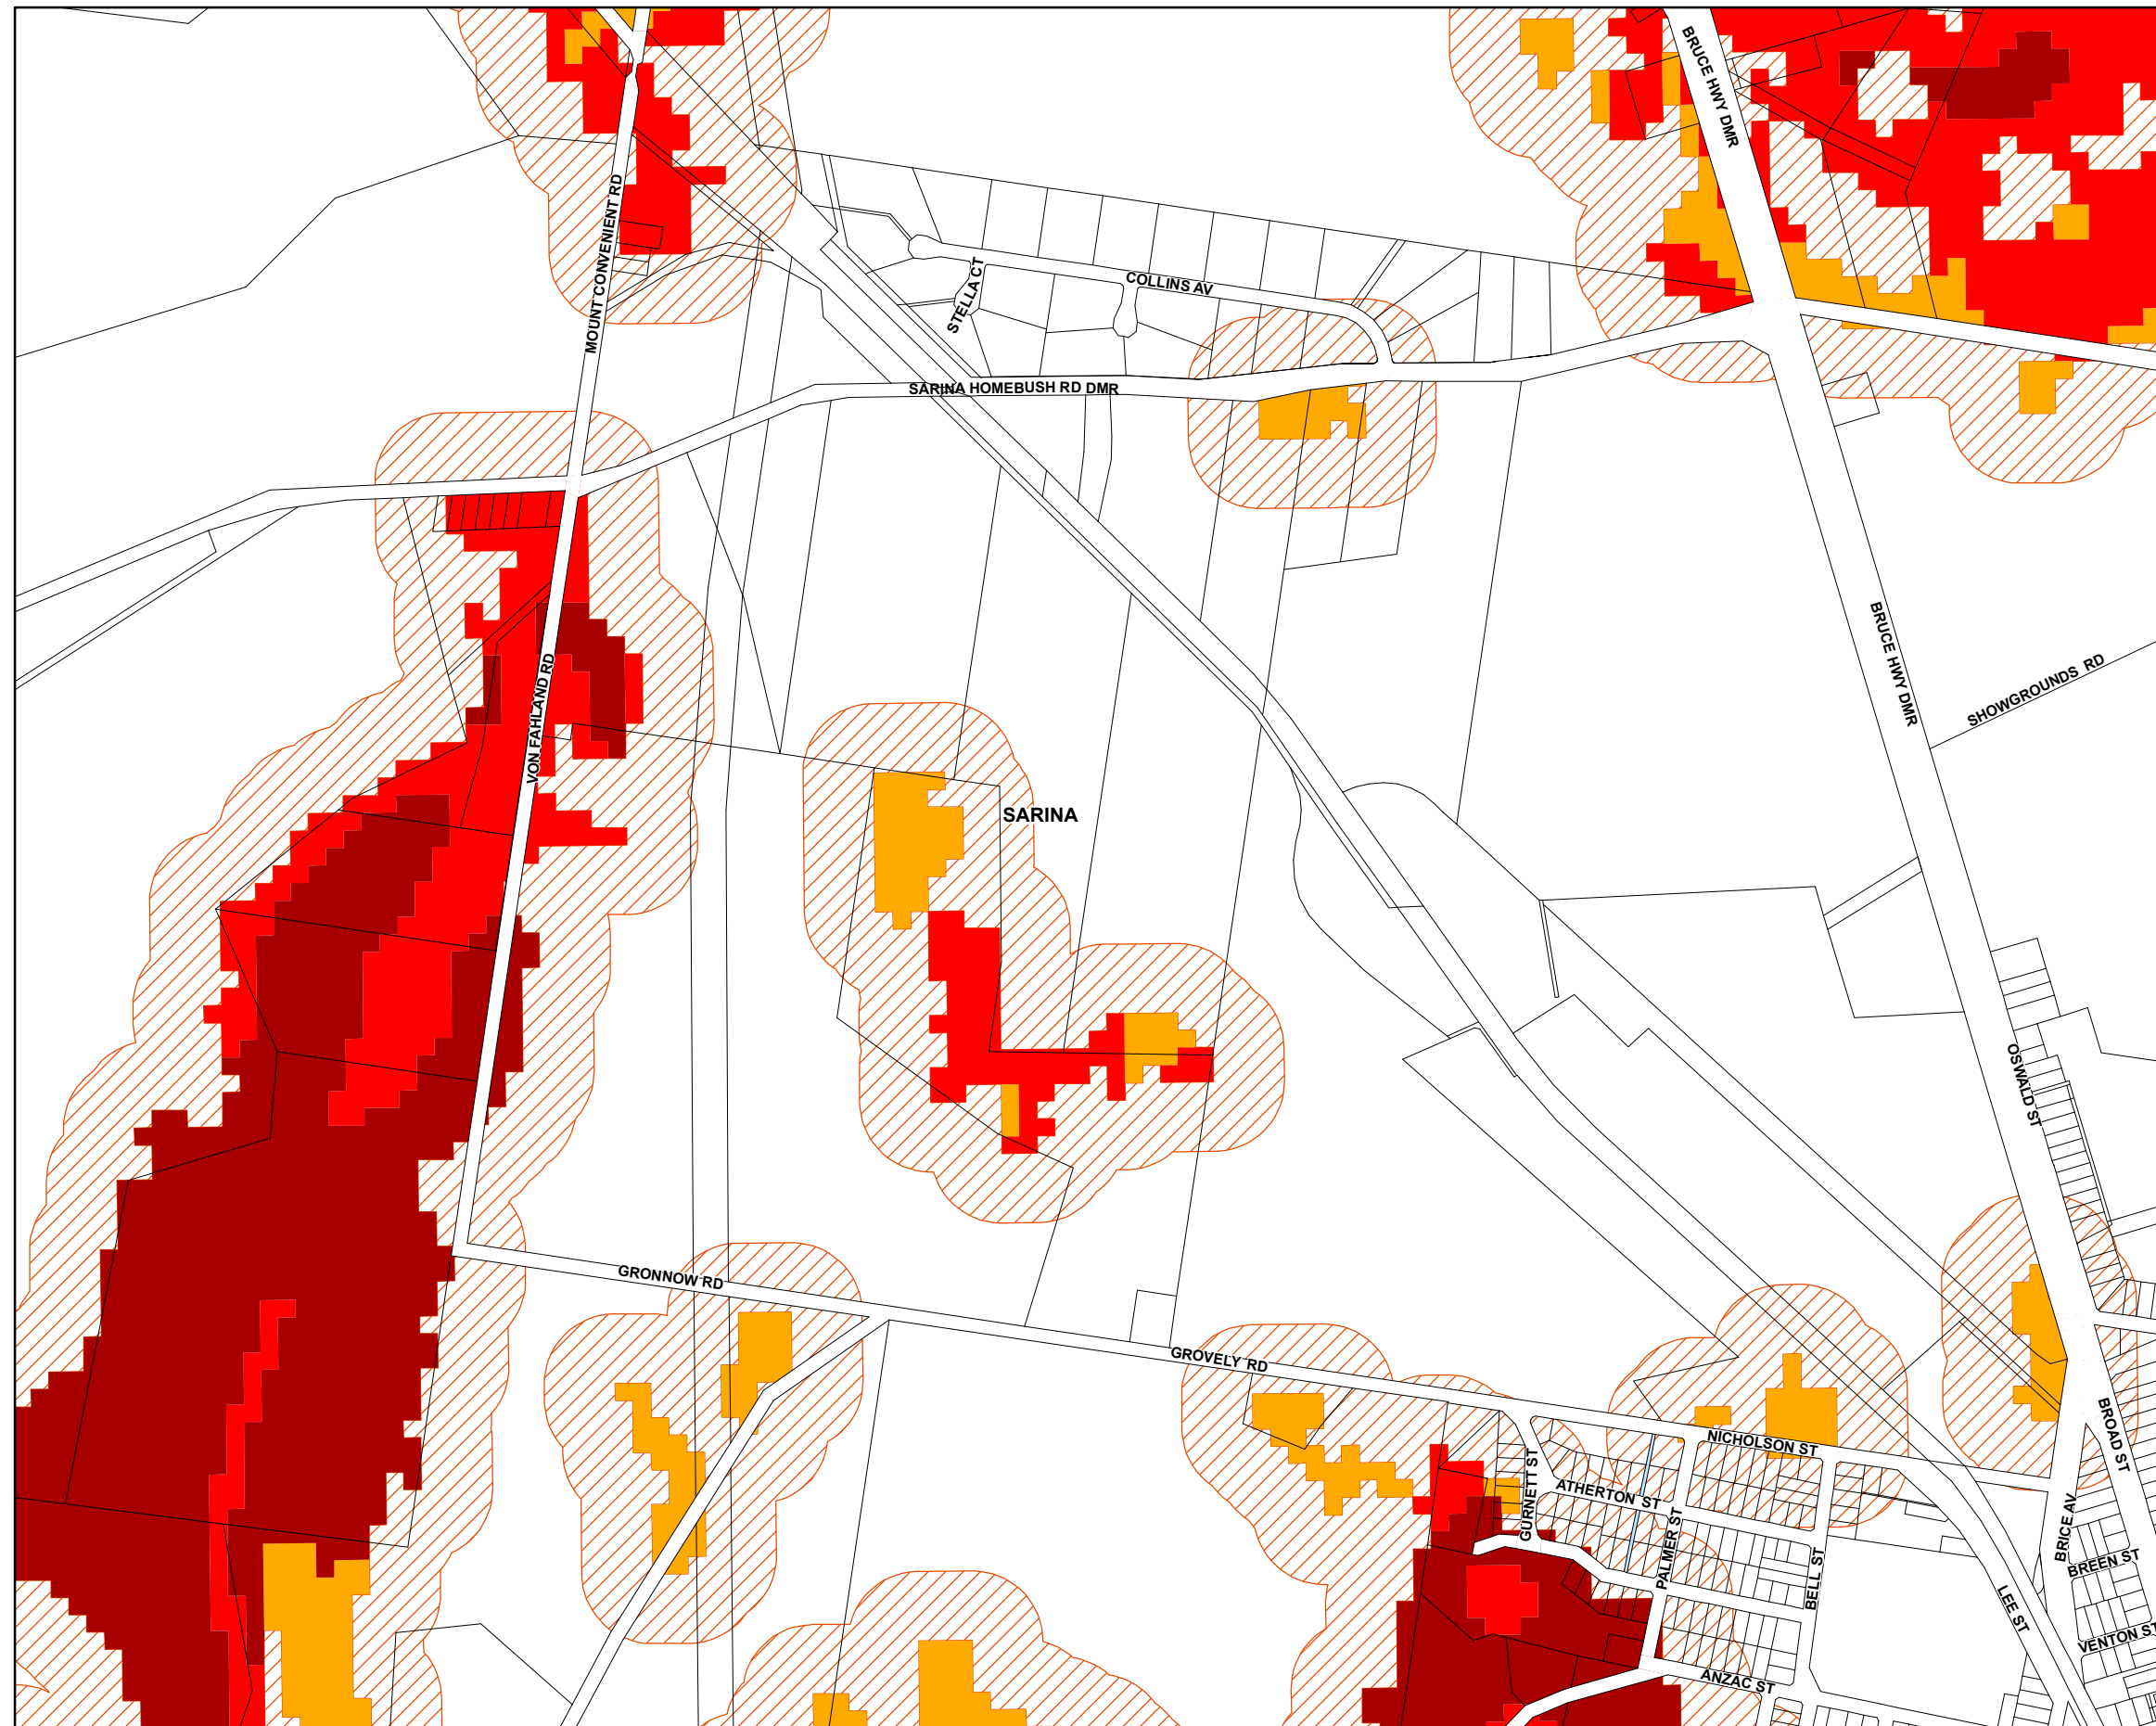 BRUCE HWY DMR
MOUNT CONVENIENT RD
STELLA CT
COLLINS AV
SARINA HOMEBUSH RD DMR
BRUCE HWY DMR
SHOWGROUNDS RD
VON FAHLAND RD
SARINA
OSWALD ST
GRONNOW RD
GROVELY RD
NICHOLSON ST
BROAD ST
GURNETT ST
ATHERTON ST
PALMER ST
BELL ST
BRICE AV
BREEN ST
LEE ST
VENTON ST
ANZAC ST